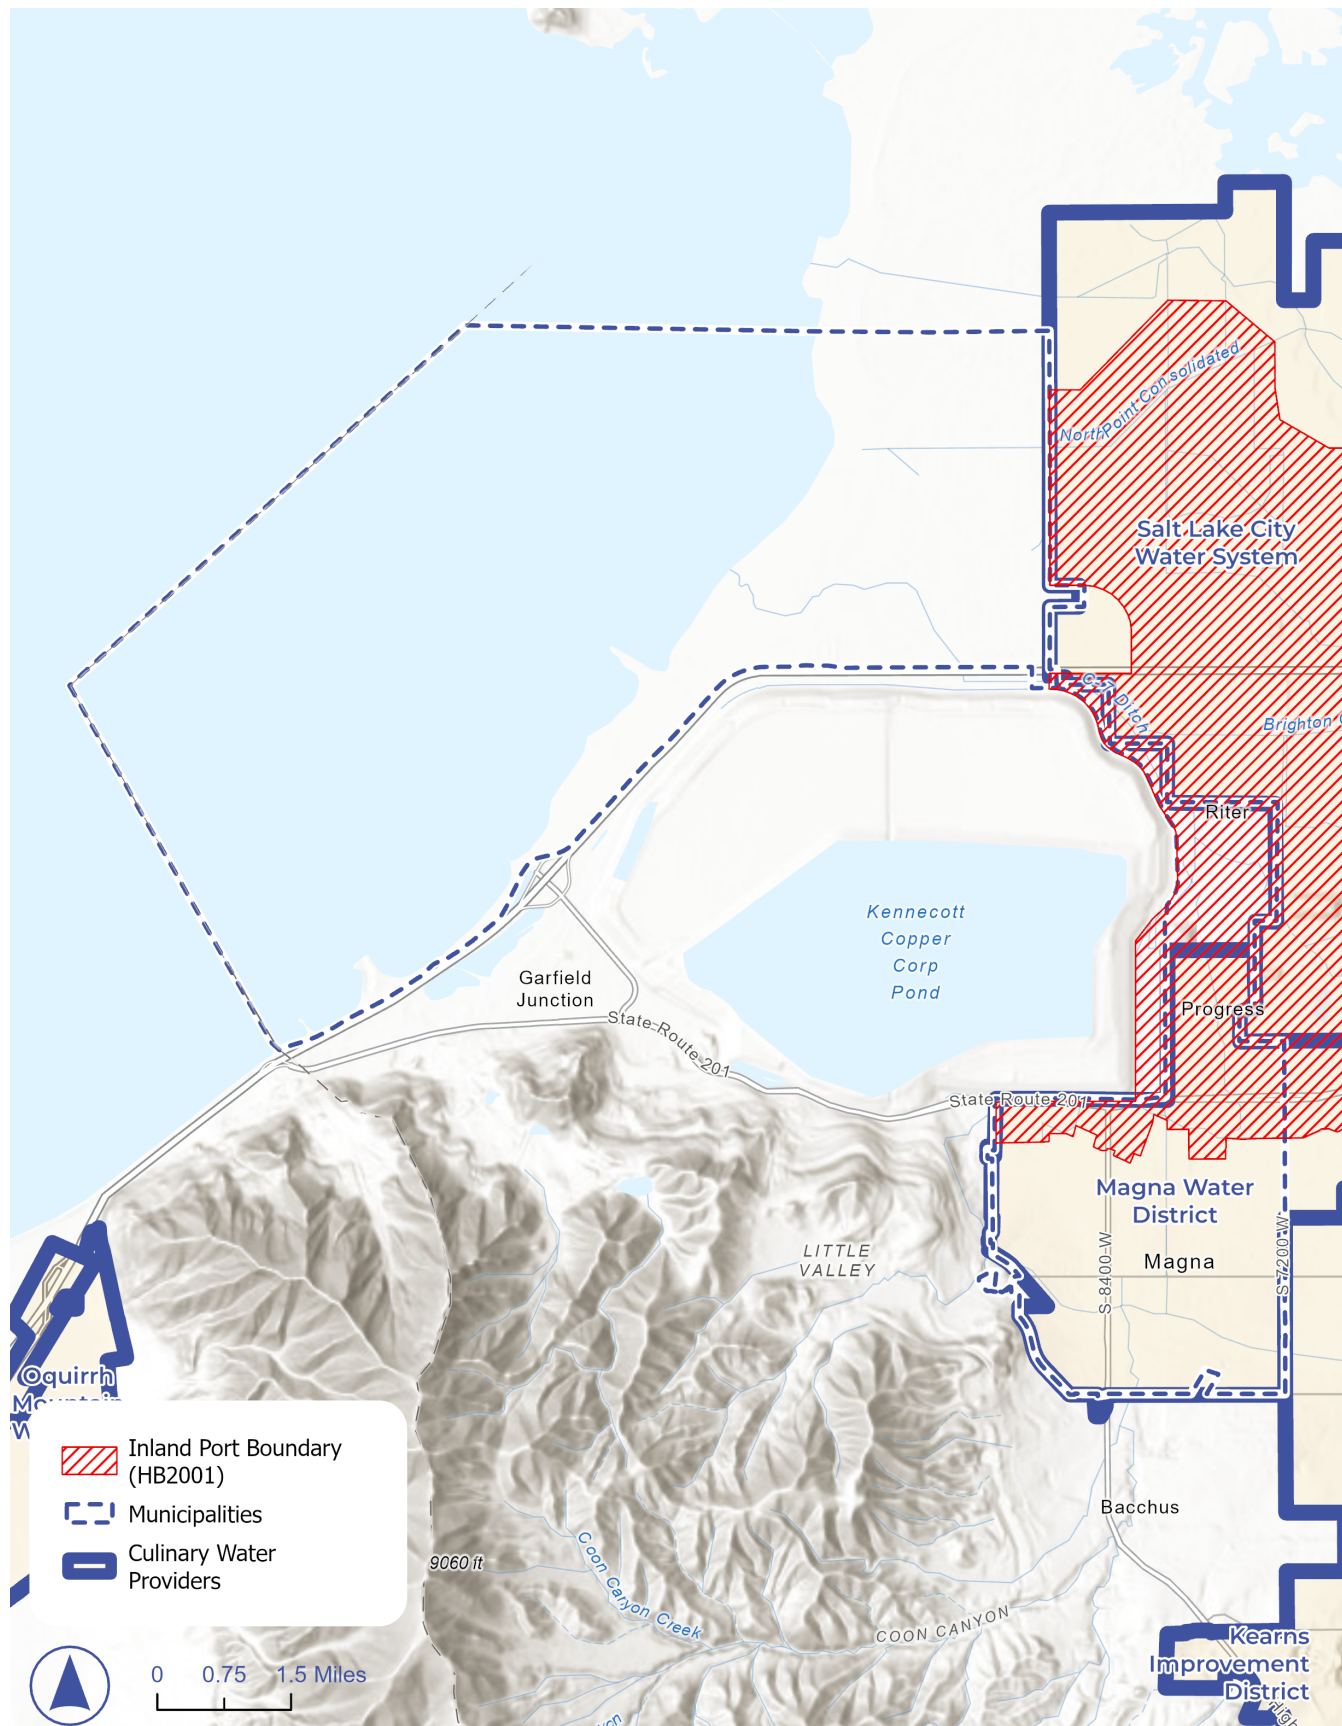 North Point Consolidated
Salt Lake City
Water System
C-7 Ditch
Brighton
Riter
Kennecott
Copper
Corp
Pond
Garfield
Junction
Progress
State Route 201
State Route 201
Magna Water
District
LITTLE
VALLEY
Magna
S 8400 W
S 7200 W
Oquirrh
Mountain
W
Inland Port Boundary
(HB2001)
Municipalities
Culinary Water
Providers
Bacchus
9060 ft
Coon Canyon Creek
COON CANYON
Kearns
Improvement
District
0 0.75 1.5 Miles